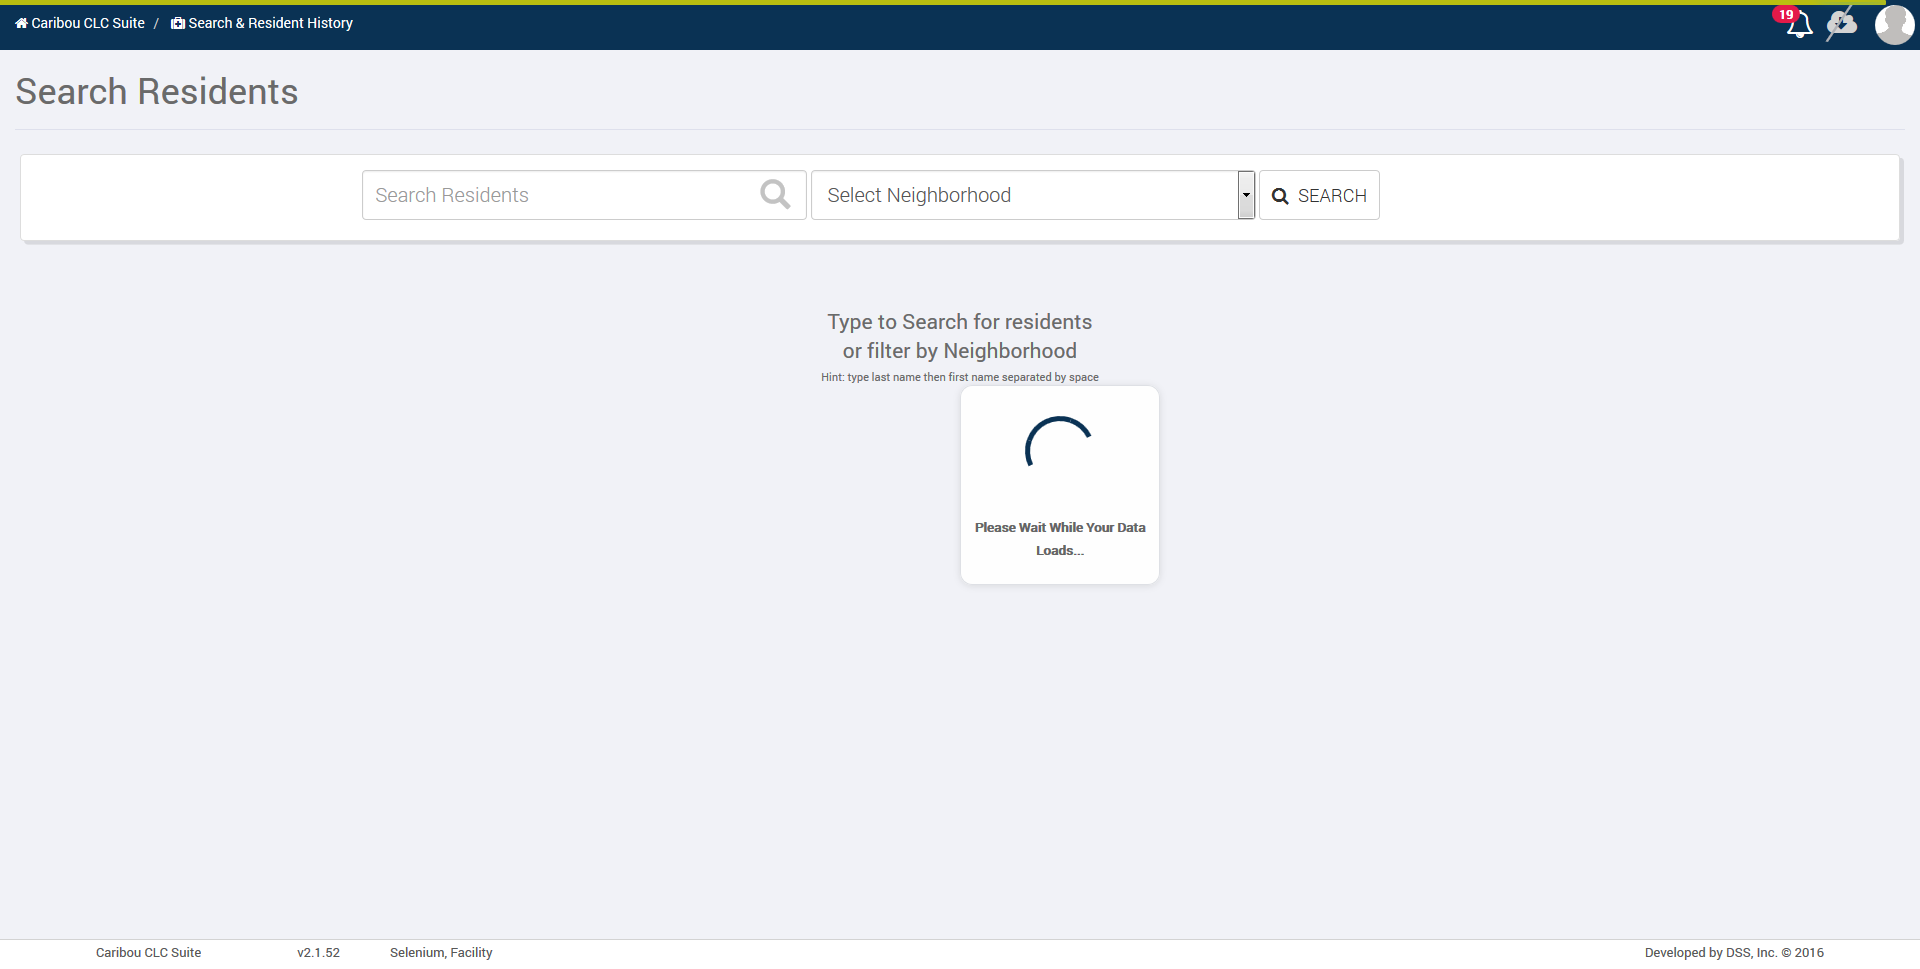 Caribou CLC Suite / Search & Resident History
19
Search Residents
Search Residents
Select Neighborhood
SEARCH
Type to Search for residents
or filter by Neighborhood
Hint: type last name then first name separated by space
Please Wait While Your Data
Loads...
Caribou CLC Suite
v2.1.52
Selenium, Facility
Developed by DSS, Inc. © 2016